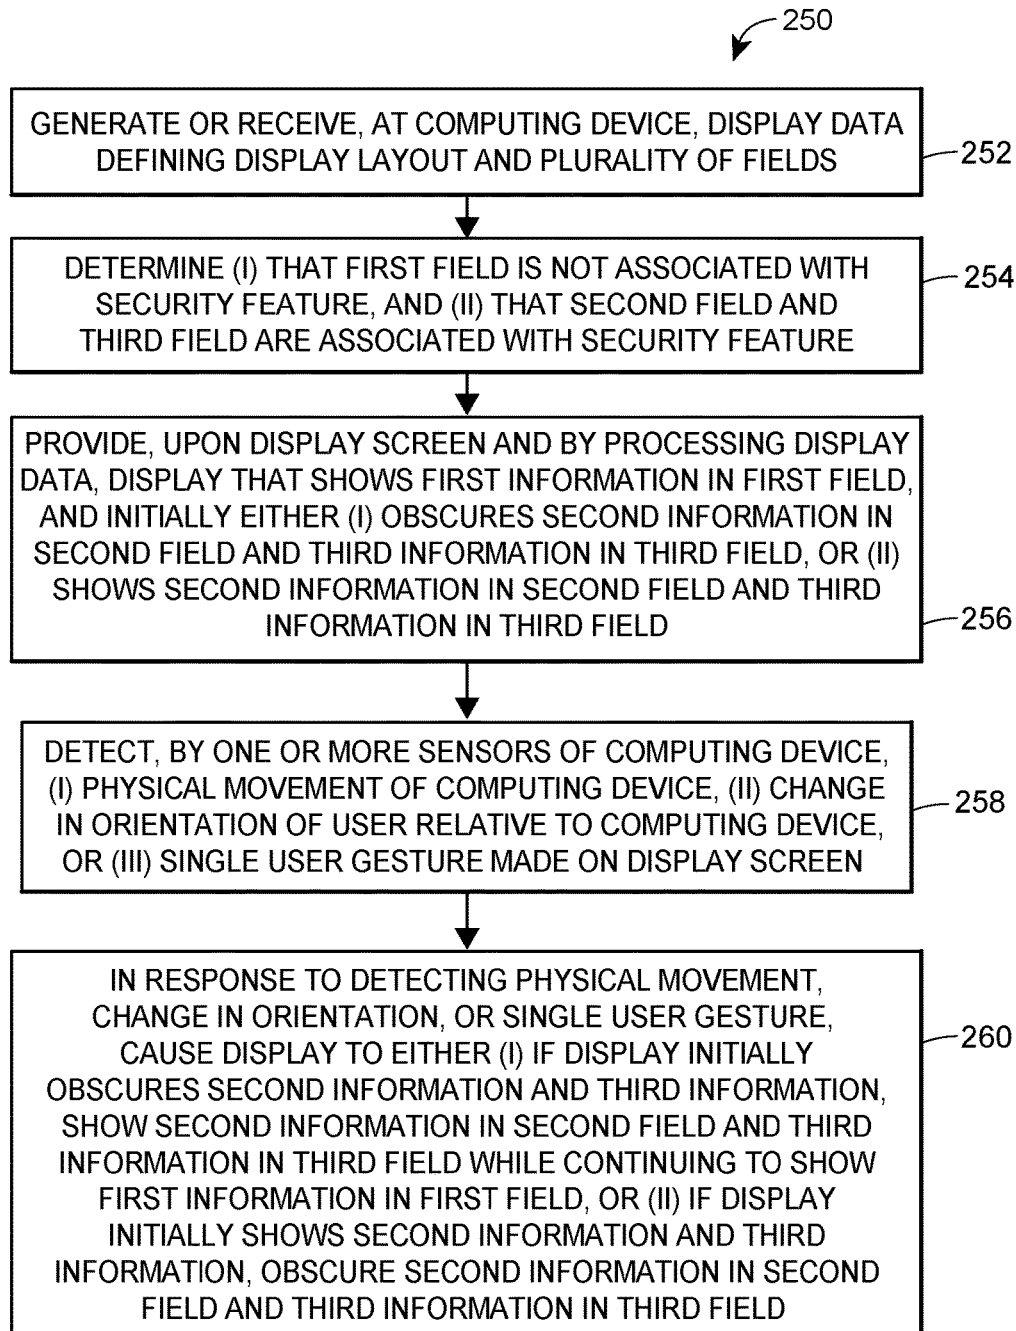 250
GENERATE OR RECEIVE, AT COMPUTING DEVICE, DISPLAY DATA
DEFINING DISPLAY LAYOUT AND PLURALITY OF FIELDS
252
DETERMINE (I) THAT FIRST FIELD IS NOT ASSOCIATED WITH
SECURITY FEATURE, AND (II) THAT SECOND FIELD AND
THIRD FIELD ARE ASSOCIATED WITH SECURITY FEATURE
254
PROVIDE, UPON DISPLAY SCREEN AND BY PROCESSING DISPLAY
DATA, DISPLAY THAT SHOWS FIRST INFORMATION IN FIRST FIELD,
AND INITIALLY EITHER (I) OBSCURES SECOND INFORMATION IN
SECOND FIELD AND THIRD INFORMATION IN THIRD FIELD, OR (II)
SHOWS SECOND INFORMATION IN SECOND FIELD AND THIRD
INFORMATION IN THIRD FIELD
256
DETECT, BY ONE OR MORE SENSORS OF COMPUTING DEVICE,
(I) PHYSICAL MOVEMENT OF COMPUTING DEVICE, (II) CHANGE
IN ORIENTATION OF USER RELATIVE TO COMPUTING DEVICE,
OR (III) SINGLE USER GESTURE MADE ON DISPLAY SCREEN
258
IN RESPONSE TO DETECTING PHYSICAL MOVEMENT,
CHANGE IN ORIENTATION, OR SINGLE USER GESTURE,
CAUSE DISPLAY TO EITHER (I) IF DISPLAY INITIALLY
OBSCURES SECOND INFORMATION AND THIRD INFORMATION,
SHOW SECOND INFORMATION IN SECOND FIELD AND THIRD
INFORMATION IN THIRD FIELD WHILE CONTINUING TO SHOW
FIRST INFORMATION IN FIRST FIELD, OR (II) IF DISPLAY
INITIALLY SHOWS SECOND INFORMATION AND THIRD
INFORMATION, OBSCURE SECOND INFORMATION IN SECOND
FIELD AND THIRD INFORMATION IN THIRD FIELD
260